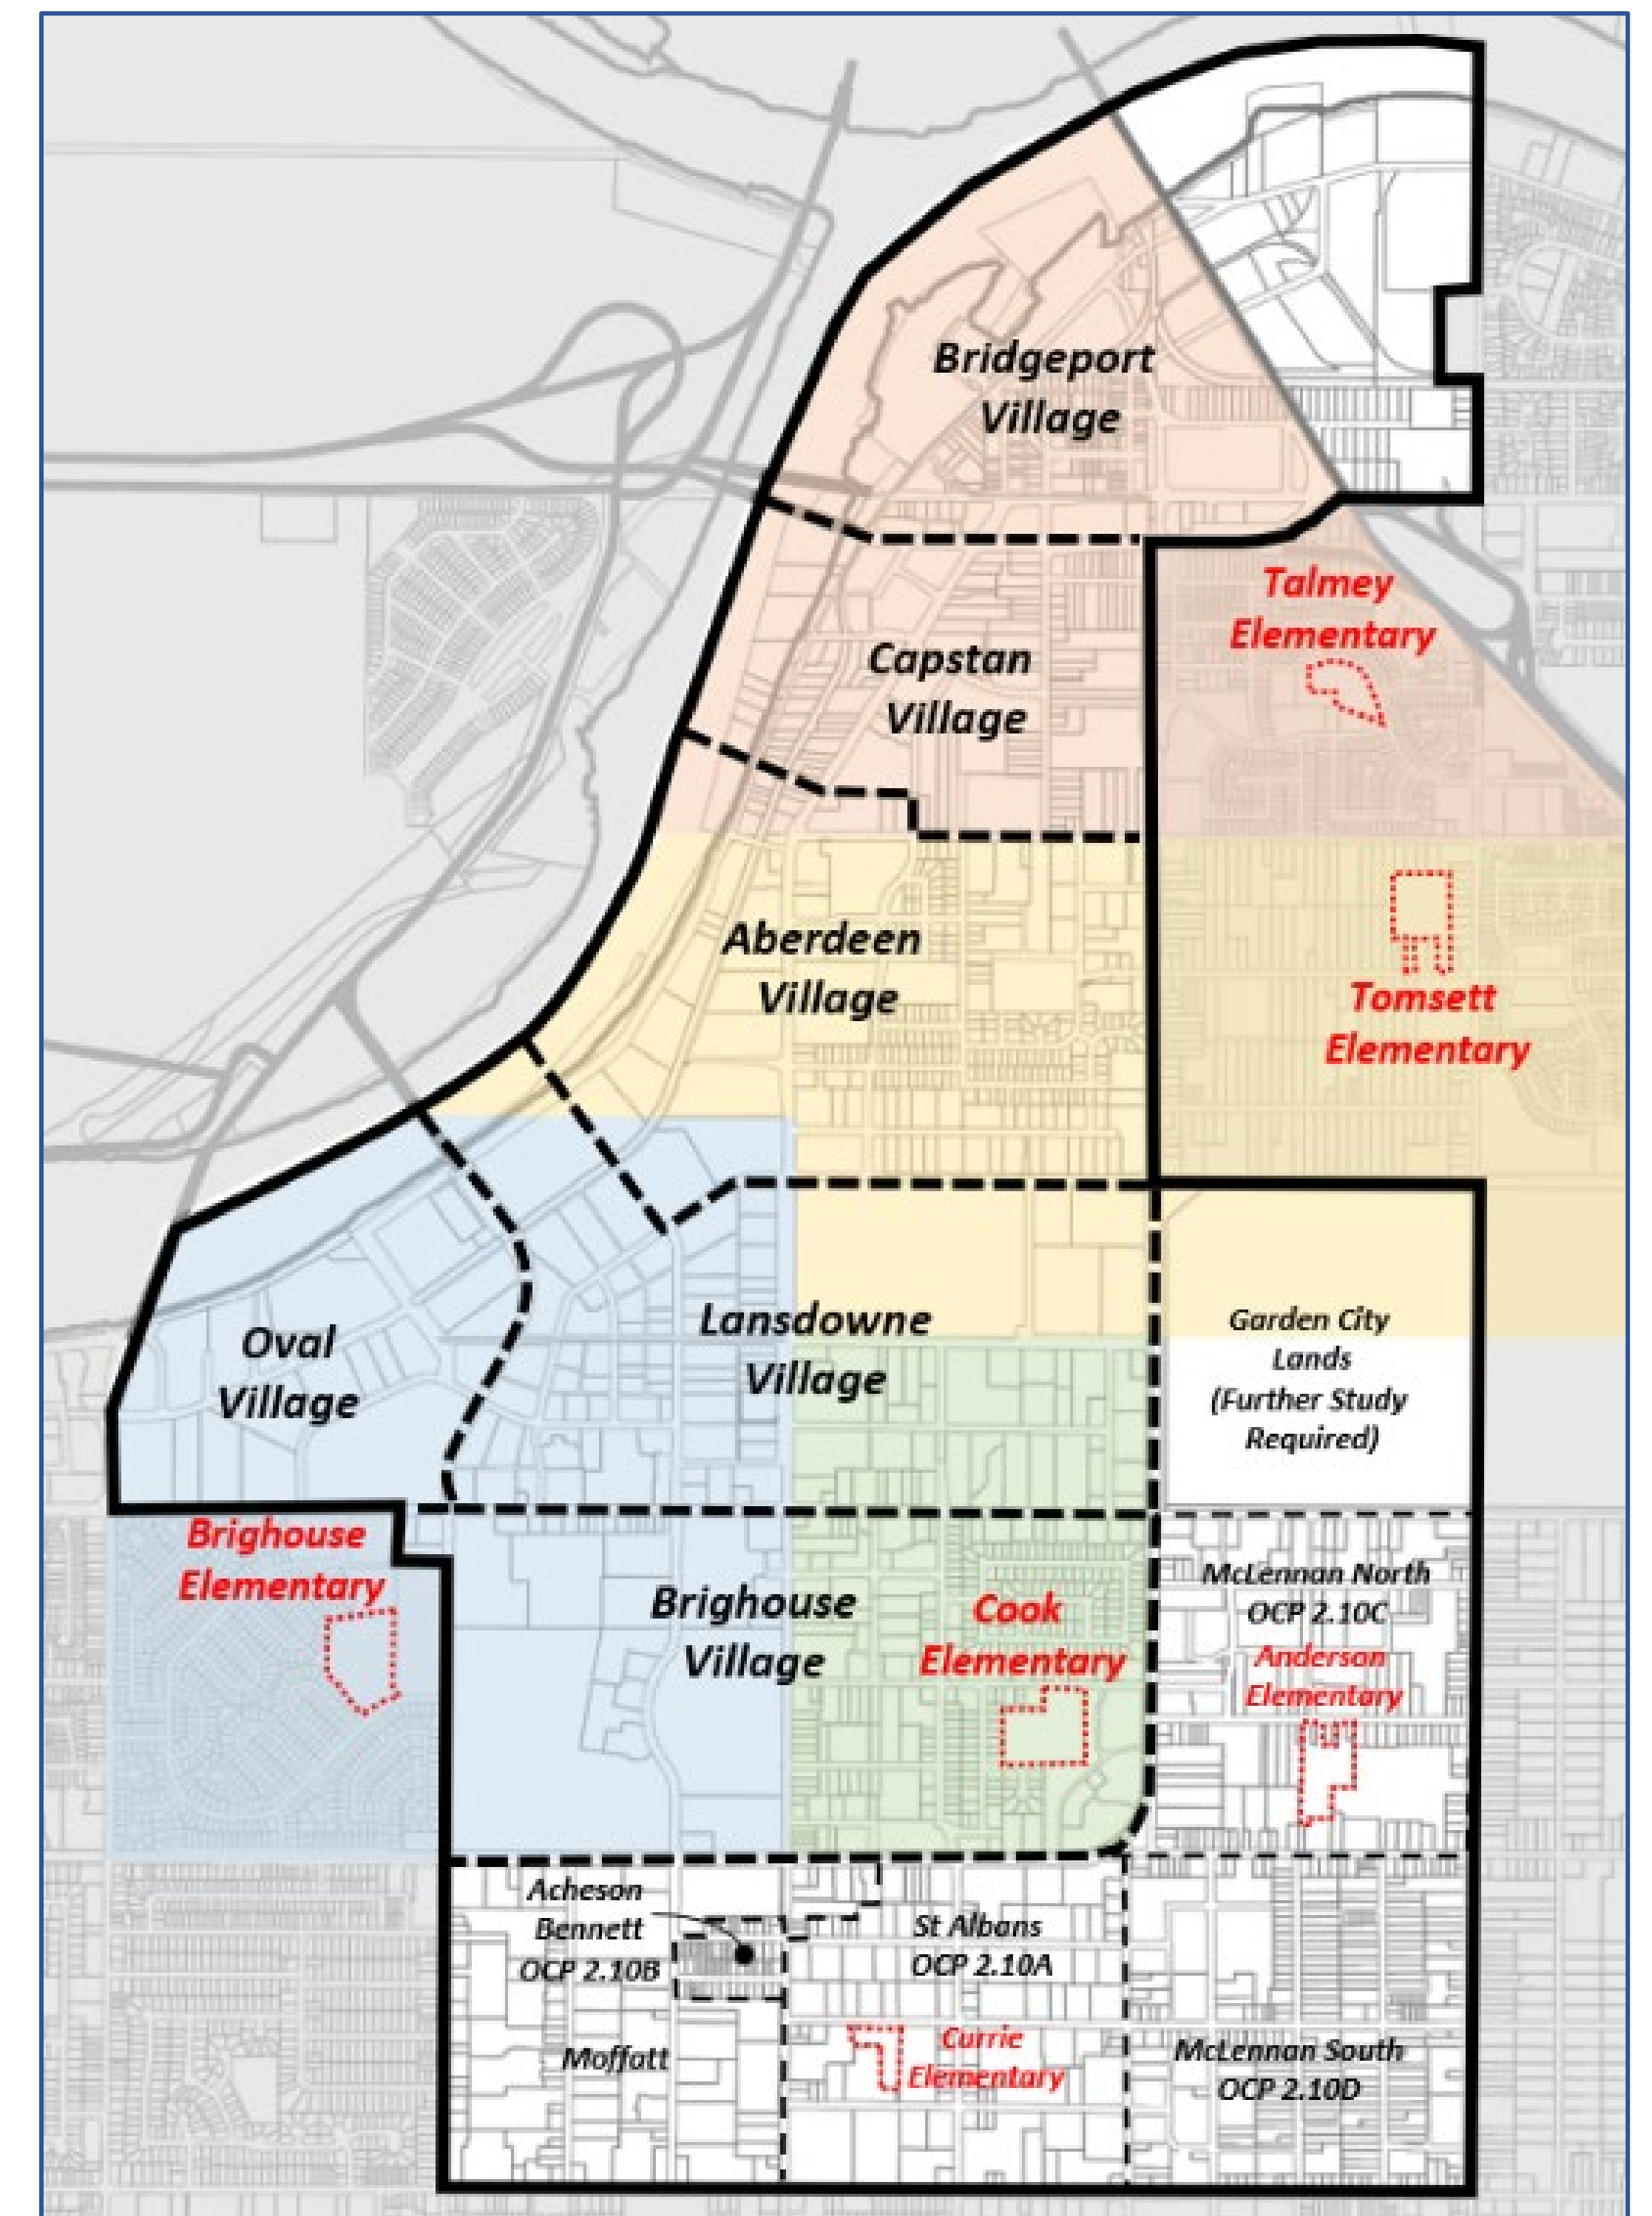 Bridgeport
Village
Talmey
Elementary
Capstan
Village
Aberdeen
Village
Tomsett
Elementary
Lansdowne
Village
Oval
Village
Garden City
Lands
(Further Study
Required)
Brighouse
Elementary
Brighouse
Village
Cook
Elementary
McLennan North
OCP 2.10C
Anderson
Elementary
Acheson
Bennett
OCP 2.10B
St Albans
OCP 2.10A
Moffatt
Currie
Elementary
McLennan South
OCP 2.10D